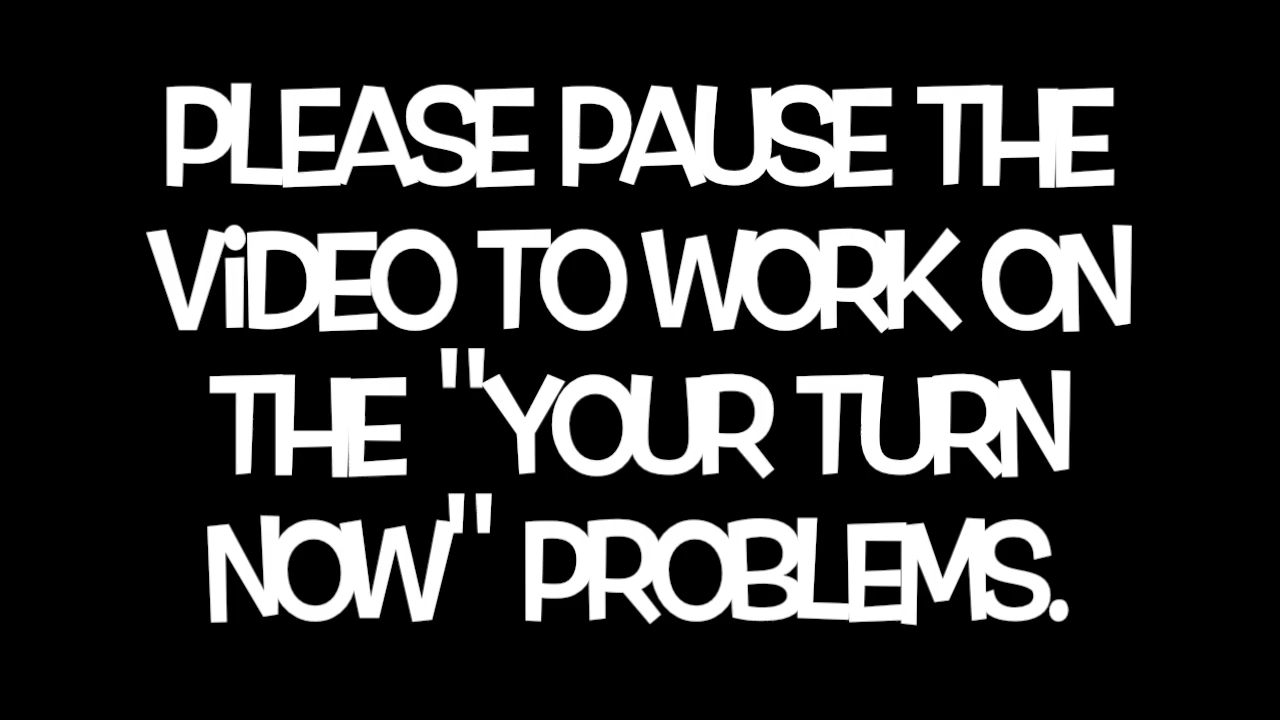 PLEASE PAUSE THE
ViDEO TO WORK ON
THE "YOUR TURN
NOW" PROBLEMS.